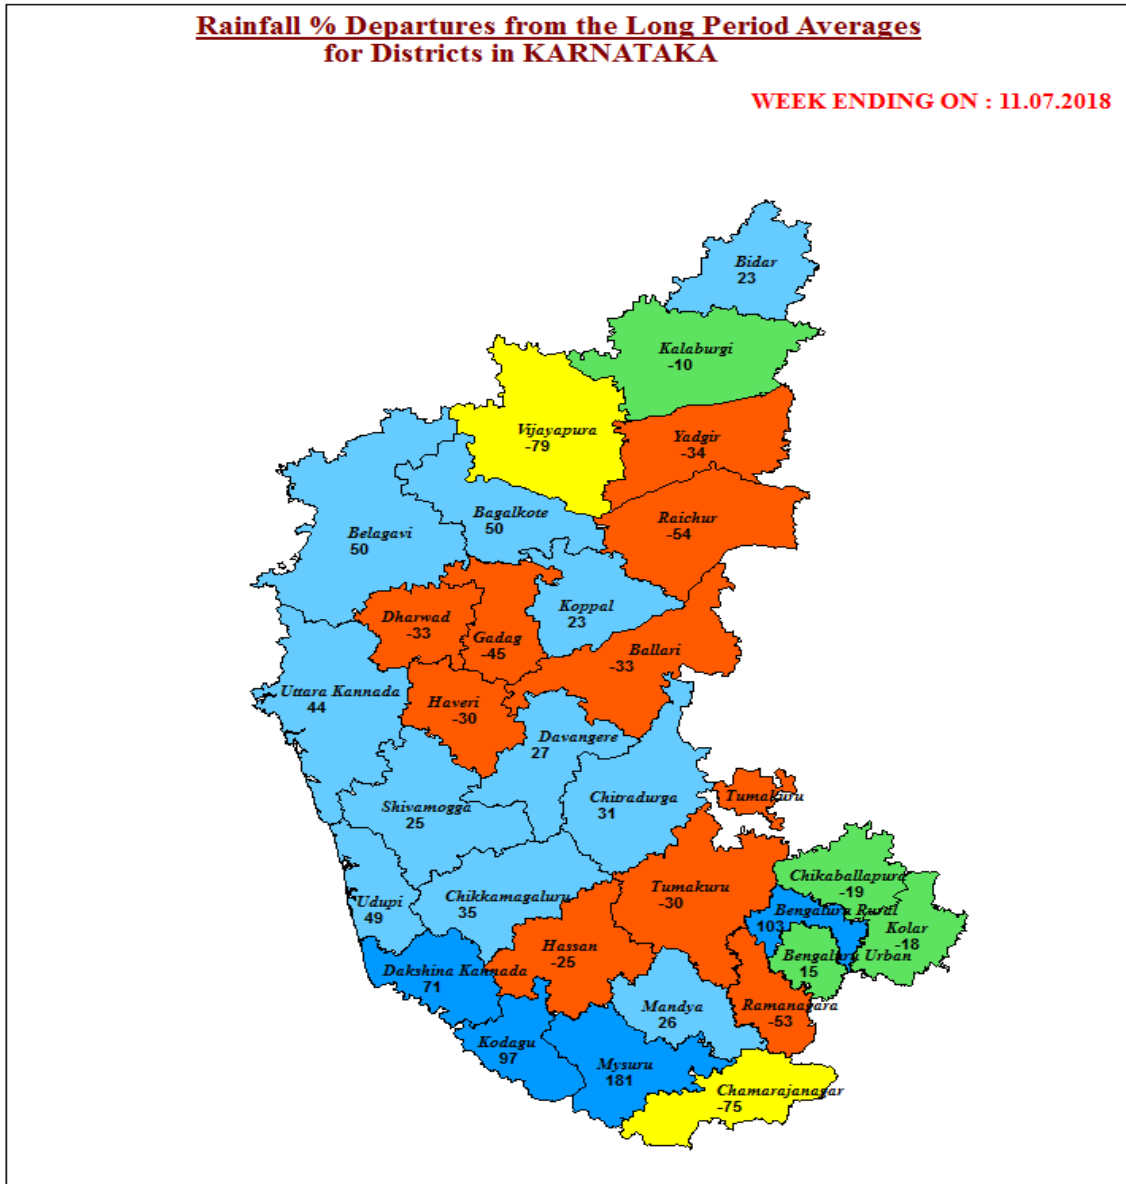 Rainfall % Departures from the Long Period Averages
for Districts in KARNATAKA
WEEK ENDING ON : 11.07.2018
Bidar
23
Kalaburgi
-10
Vijayapura
-79
Yadgir
-34
Bagalkote
50
Raichur
-54
Belagavi
50
Koppal
23
Dharwad
-33
Gadag
-45
Ballari
-33
Uttara Kannada
44
Haveri
-30
Davangere
27
Chitradurga
31
Tumakuru
Shivamogga
25
Chikaballapura
-19
Tumakuru
-30
Chikkamagaluru
35
Udupi
49
Bengaluru Rural
103
Kolar
-18
Hassan
-25
Bengaluru Urban
15
Dakshina Kannada
71
Mandya
26
Ramanagara
-53
Kodagu
97
Mysuru
181
Chamarajanagar
-75